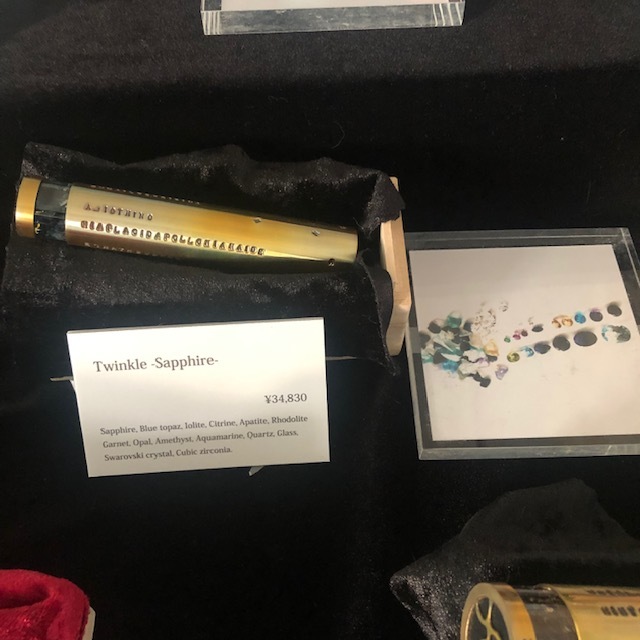 Twinkle -Sapphire-
¥34,830
Sapphire, Blue topaz, Iolite, Citrine, Apatite, Rhodolite
Garnet, Opal, Amethyst, Aquamarine, Quartz, Glass,
Swarovski crystal, Cubic zirconia.